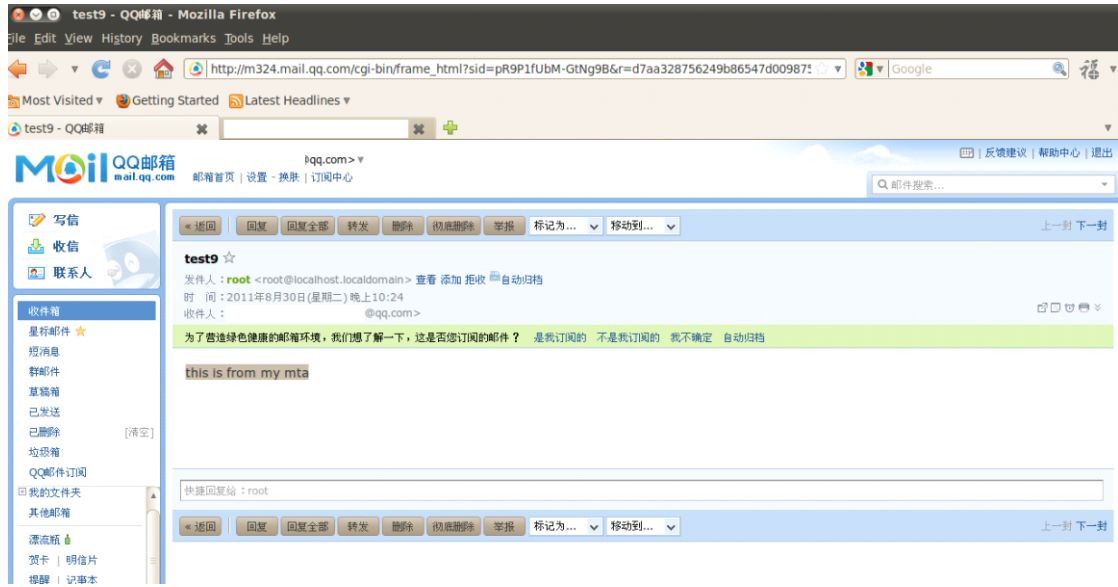 test9 - QQ邮箱 - Mozilla Firefox
File Edit View History Bookmarks Tools Help
http://m324.mail.qq.com/cgi-bin/frame_html?sid=pR9P1fUbM-GtNg9B&r=d7aa328756249b86547d00987 Google
Most Visited Getting Started Latest Headlines
test9 - QQ邮箱
Mail QQ邮箱 mail.qq.com
qq.com>
邮箱首页 | 设置 - 换肤 | 订阅中心
反馈建议 | 帮助中心 | 退出
邮件搜索...
写信
收信
联系人
收件箱
星标邮件
短消息
群邮件
草稿箱
已发送
已删除 [清空]
垃圾箱
QQ邮件订阅
我的文件夹
其他邮箱
漂流瓶
贺卡 | 明信片
提醒 | 记事本
« 返回 回复 回复全部 转发 删除 彻底删除 举报 标记为... 移动到... 上一封 下一封
test9
发件人：root <root@localhost.localdomain> 查看 添加 拒收 自动归档
时 间：2011年8月30日(星期二) 晚上10:24
收件人： @qq.com>
为了营造绿色健康的邮箱环境，我们想了解一下，这是否您订阅的邮件？ 是我订阅的 不是我订阅的 我不确定 自动归档
this is from my mta
快捷回复给：root
« 返回 回复 回复全部 转发 删除 彻底删除 举报 标记为... 移动到... 上一封 下一封